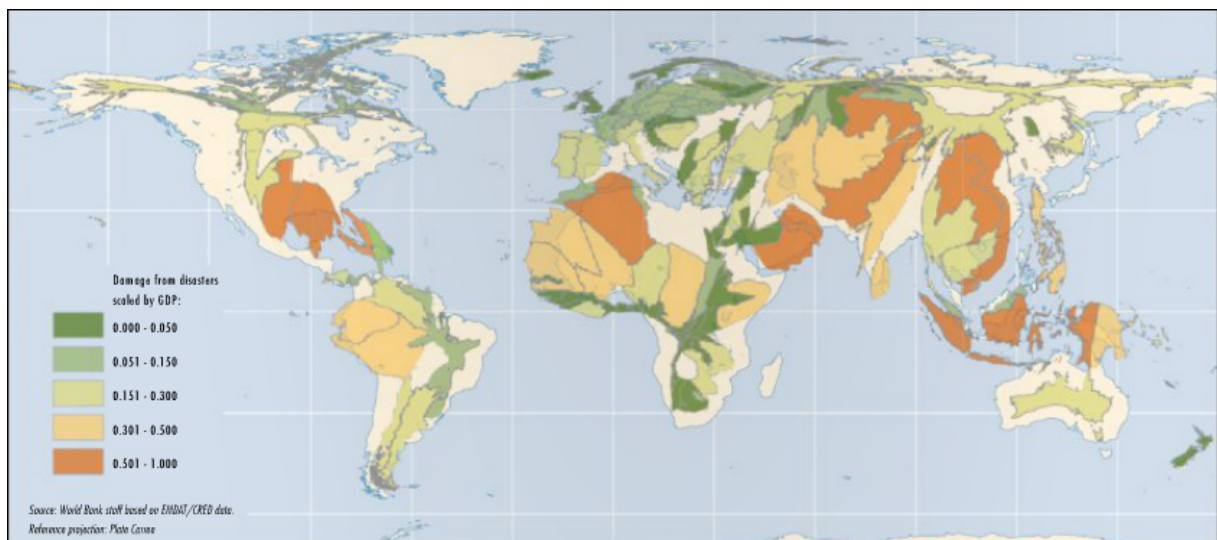 Damage from disasters
scaled by GDP:
0.000 - 0.050
0.051 - 0.150
0.151 - 0.300
0.301 - 0.500
0.501 - 1.000
Source: World Bank staff based on EMDAT/CRED data.
Reference projection: Plate Carree